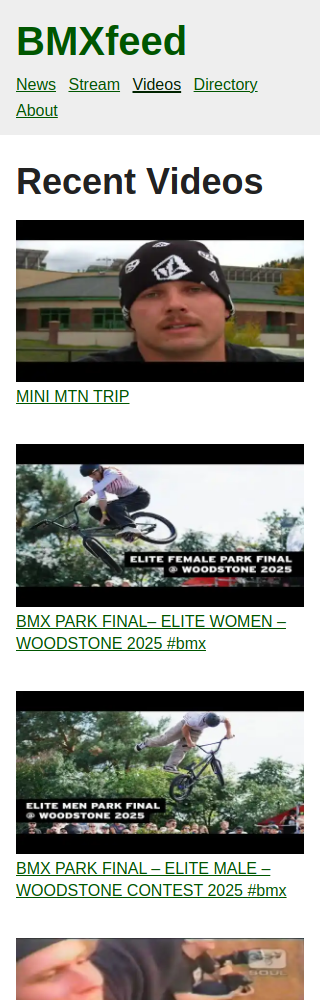 BMXfeed
News Stream Videos Directory
About
Recent Videos
MINI MTN TRIP
ELITE FEMALE PARK FINAL
@ WOODSTONE 2025
BMX PARK FINAL– ELITE WOMEN –
WOODSTONE 2025 #bmx
ELITE MEN PARK FINAL
@ WOODSTONE 2025
BMX PARK FINAL – ELITE MALE –
WOODSTONE CONTEST 2025 #bmx
SOUL